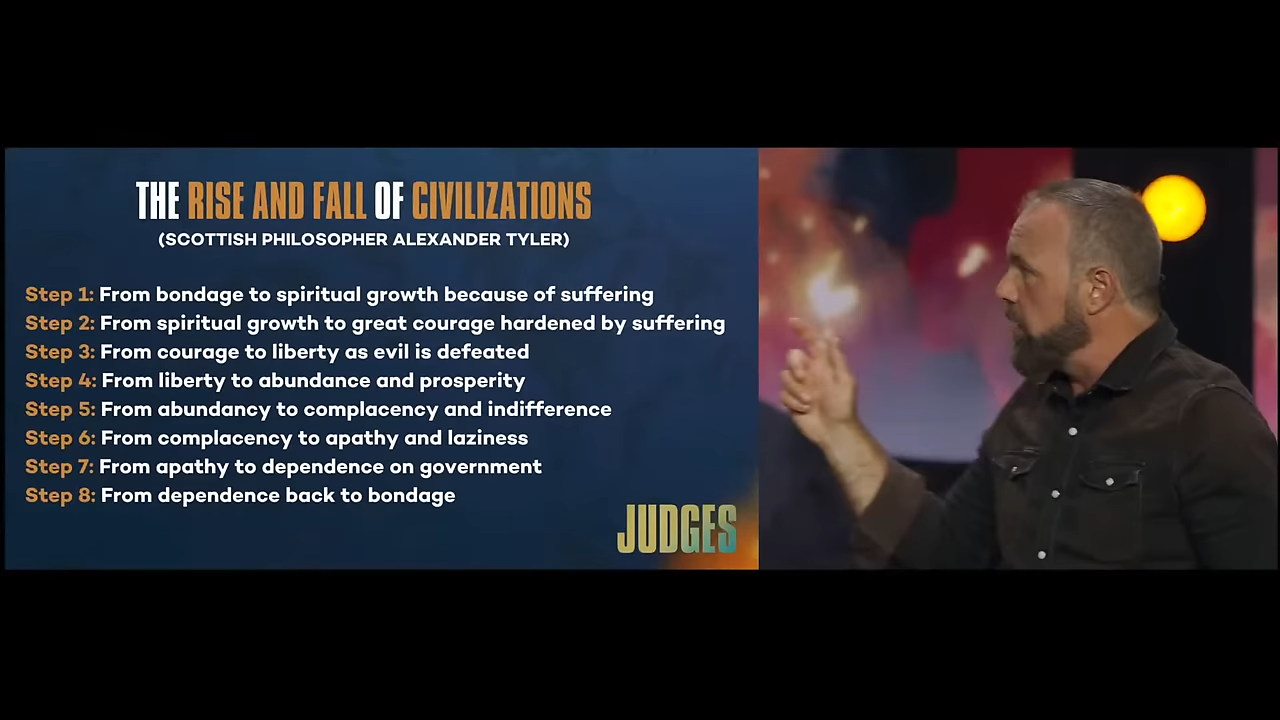 THE RISE AND FALL OF CIVILIZATIONS
(SCOTTISH PHILOSOPHER ALEXANDER TYLER)
Step 1: From bondage to spiritual growth because of suffering
Step 2: From spiritual growth to great courage hardened by suffering
Step 3: From courage to liberty as evil is defeated
Step 4: From liberty to abundance and prosperity
Step 5: From abundancy to complacency and indifference
Step 6: From complacency to apathy and laziness
Step 7: From apathy to dependence on government
Step 8: From dependence back to bondage
JUDGES